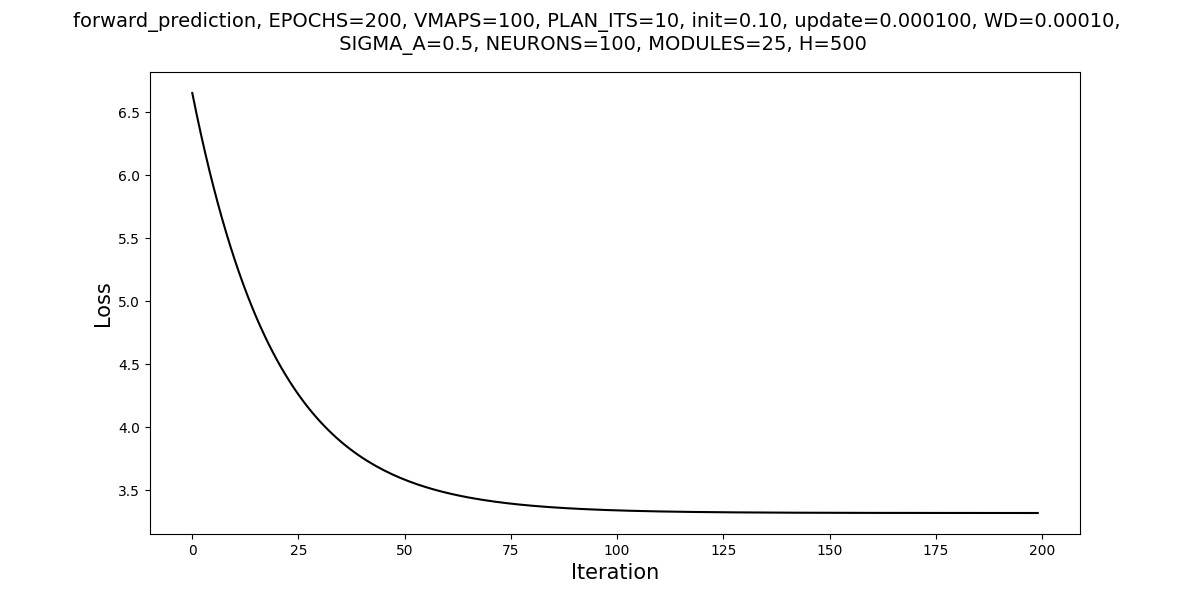 forward_prediction, EPOCHS=200, VMAPS=100, PLAN_ITS=10, init=0.10, update=0.000100, WD=0.00010,
SIGMA_A=0.5, NEURONS=100, MODULES=25, H=500
6.5
6.0
5.5
5.0
4.5
4.0
3.5
Loss
0 25 50 75 100 125 150 175 200
Iteration